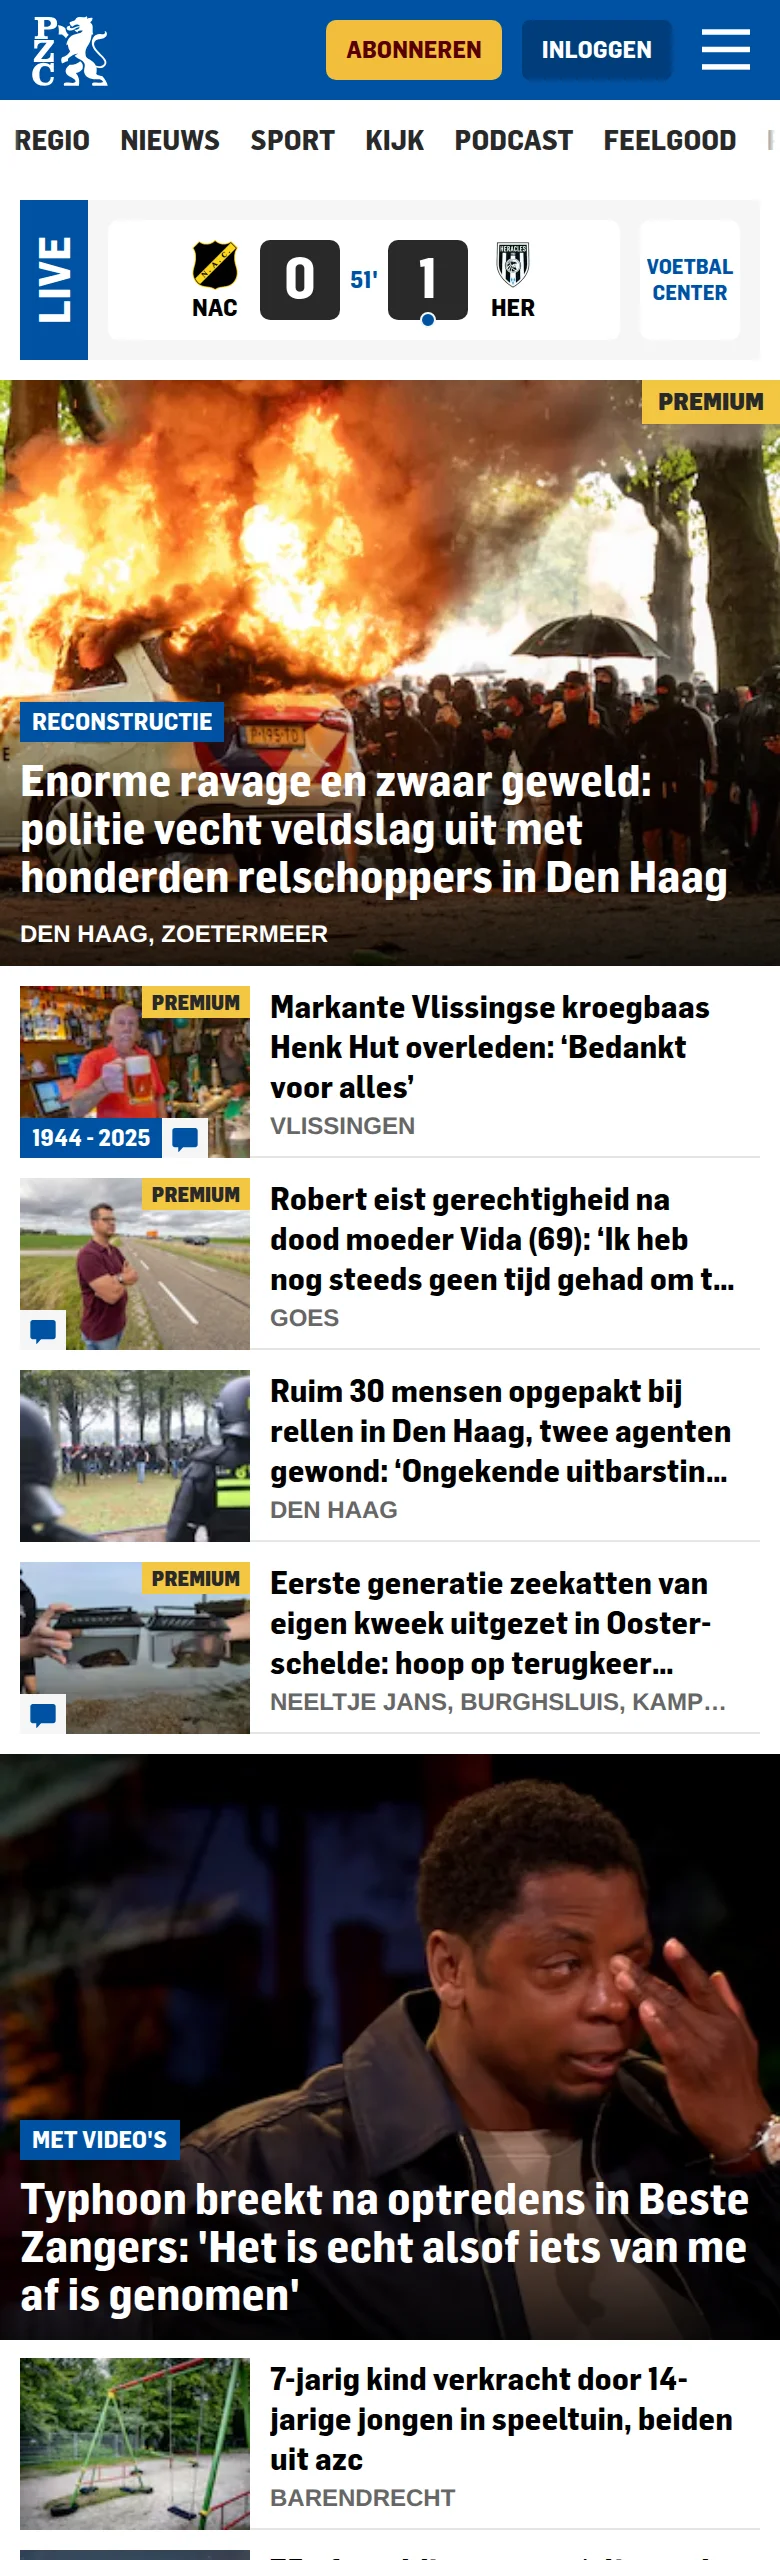 PZC
ABONNEREN
INLOGGEN
REGIO NIEUWS SPORT KIJK PODCAST FEELGOOD
LIVE
NAC
0
51'
1
HERACLES
HER
VOETBAL
CENTER
PREMIUM
P-195-TD
RECONSTRUCTIE
Enorme ravage en zwaar geweld:
politie vecht veldslag uit met
honderden relschoppers in Den Haag
DEN HAAG, ZOETERMEER
PREMIUM
1944 - 2025
Markante Vlissingse kroegbaas
Henk Hut overleden: ‘Bedankt
voor alles’
VLISSINGEN
PREMIUM
Robert eist gerechtigheid na
dood moeder Vida (69): ‘Ik heb
nog steeds geen tijd gehad om t...
GOES
Ruim 30 mensen opgepakt bij
rellen in Den Haag, twee agenten
gewond: ‘Ongekende uitbarstin...
DEN HAAG
PREMIUM
Eerste generatie zeekatten van
eigen kweek uitgezet in Ooster-
schelde: hoop op terugkeer...
NEELTJE JANS, BURGHSLUIS, KAMP...
MET VIDEO'S
Typhoon breekt na optredens in Beste
Zangers: 'Het is echt alsof iets van me
af is genomen'
7-jarig kind verkracht door 14-
jarige jongen in speeltuin, beiden
uit azc
BARENDRECHT